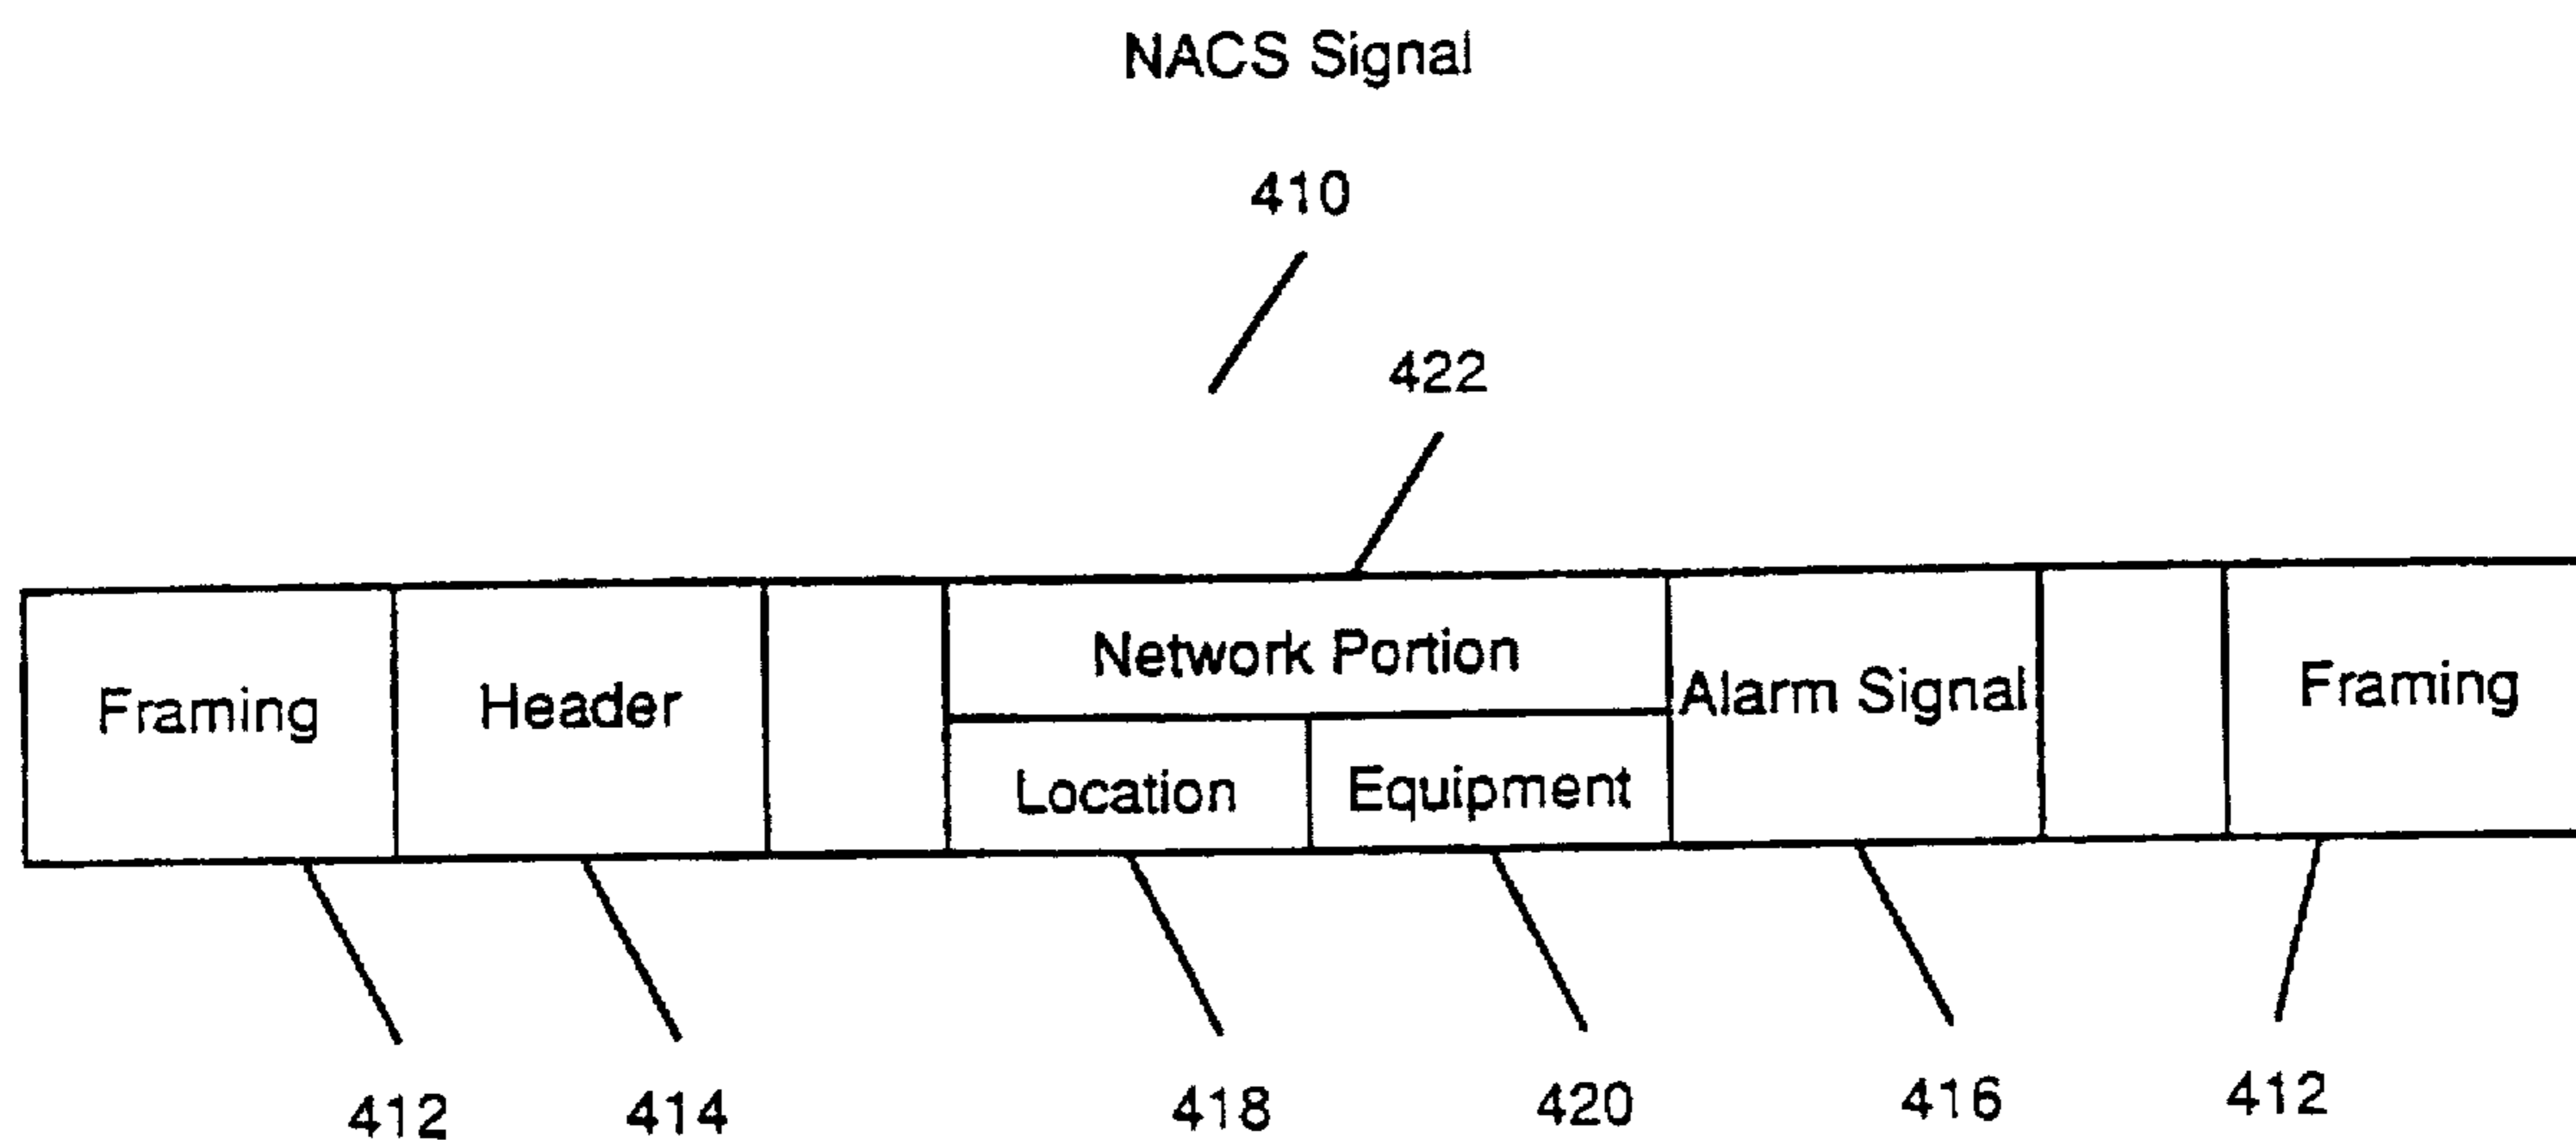 NACS Signal
410
422
Framing
Header
Network Portion
Location
Equipment
Alarm Signal
Framing
412
414
418
420
416
412